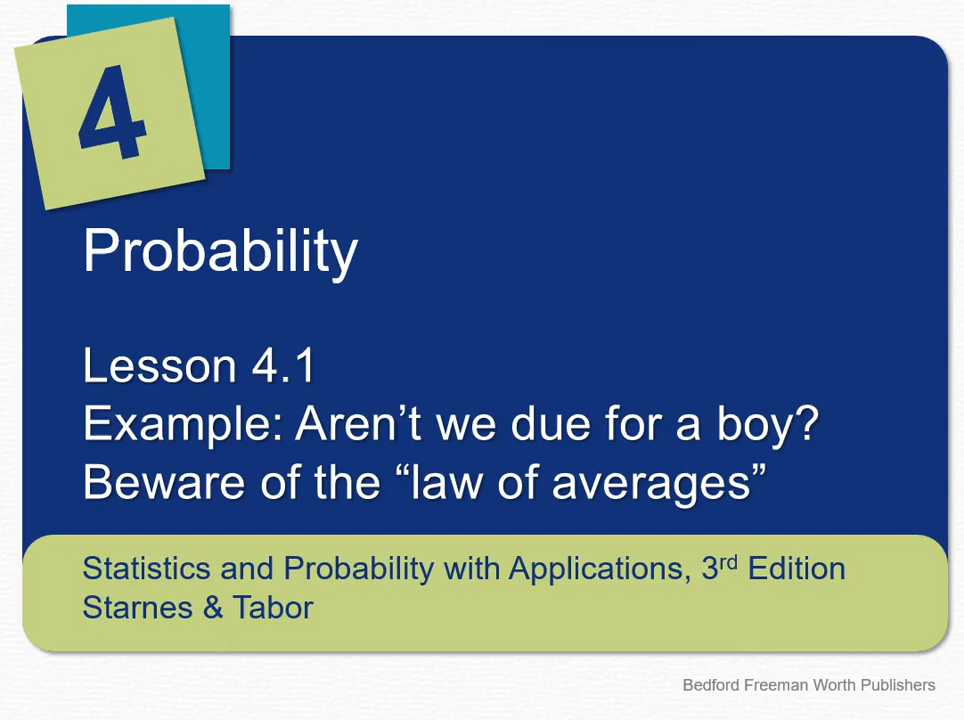 4
Probability
Lesson 4.1
Example: Aren’t we due for a boy?
Beware of the “law of averages”
Statistics and Probability with Applications, 3rd Edition
Starnes & Tabor
Bedford Freeman Worth Publishers